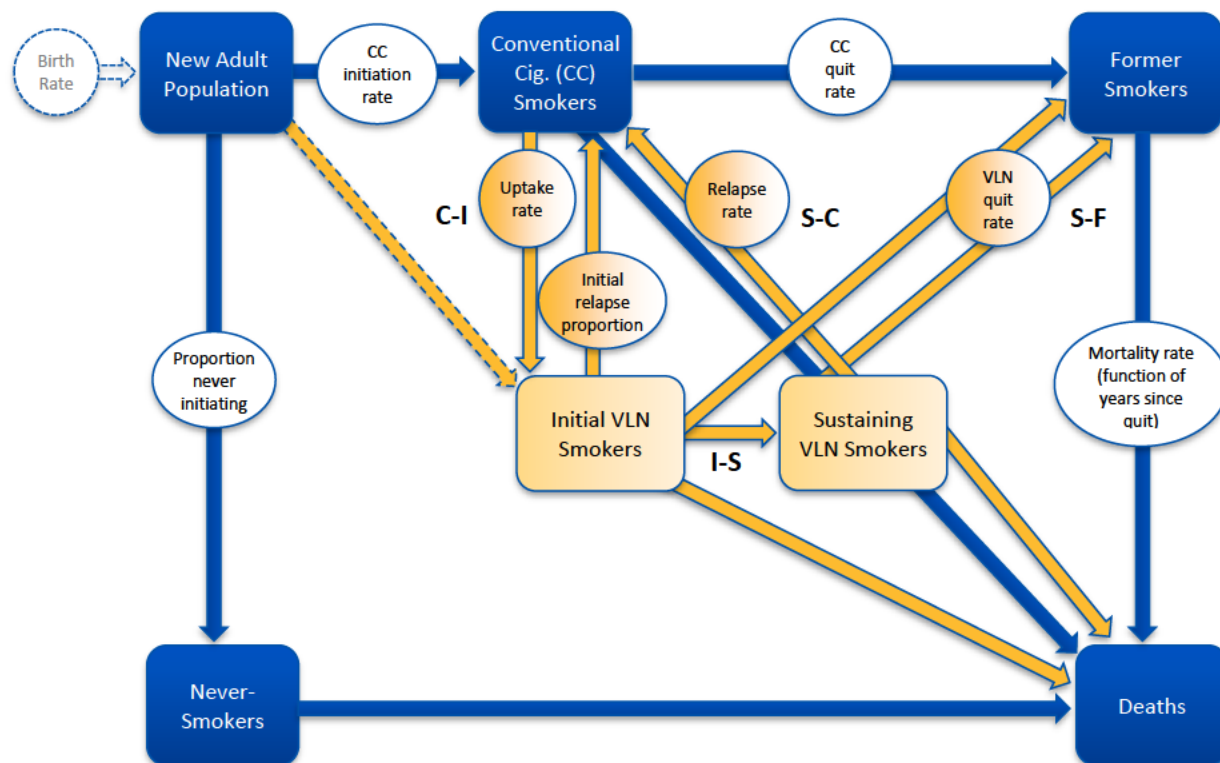 Birth
Rate
New Adult
Population
CC
initiation
rate
Conventional
Cig. (CC)
Smokers
CC
quit
rate
Former
Smokers
C-I
Uptake
rate
Relapse
rate
S-C
VLN
quit
rate
S-F
Initial
relapse
proportion
Proportion
never
initiating
Mortality rate
(function of
years since
quit)
Initial VLN
Smokers
I-S
Sustaining
VLN Smokers
Never-
Smokers
Deaths